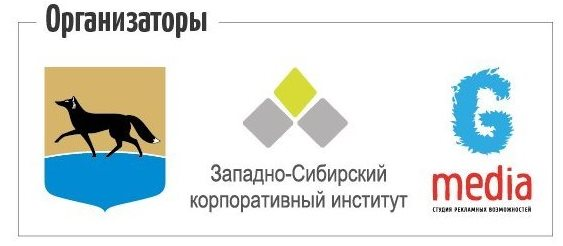 Организаторы
Западно-Сибирский
корпоративный институт
G
media
СТУДИЯ РЕКЛАМНЫХ ВОЗМОЖНОСТЕЙ